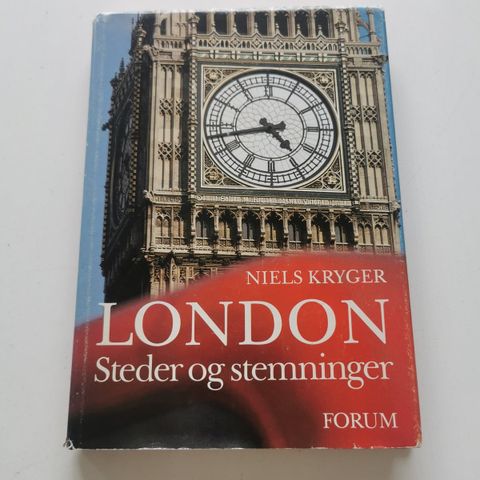 NIELS KRYGER
LONDON
Steder og stemninger
FORUM